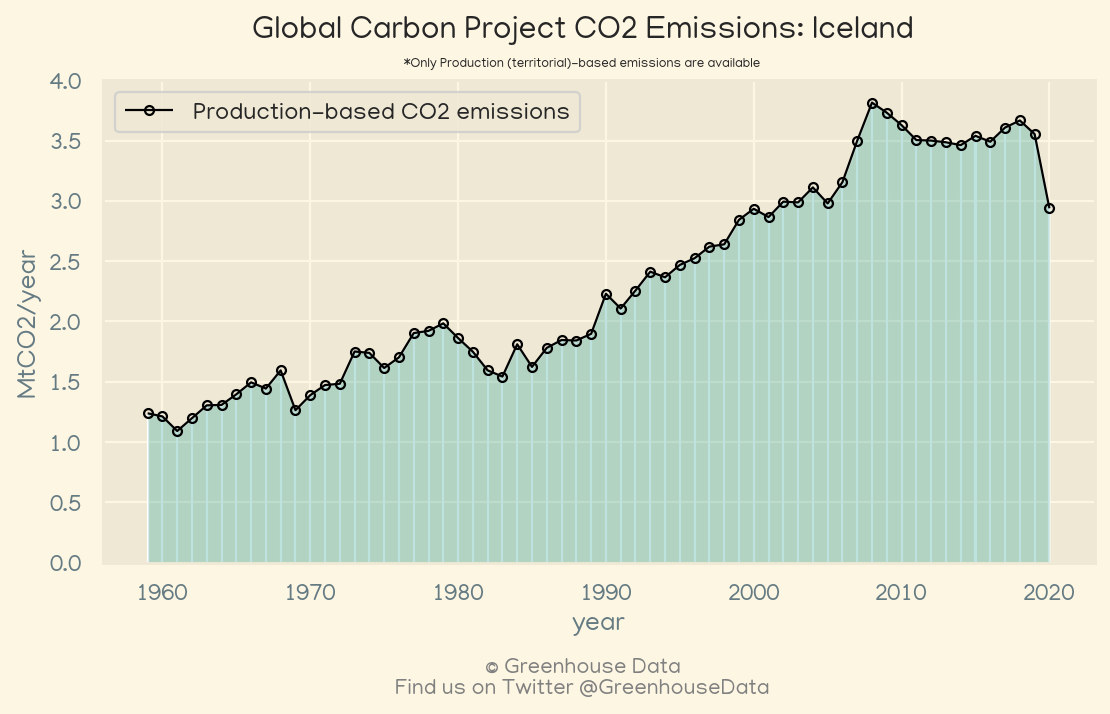 Global Carbon Project CO2 Emissions: Iceland
*Only Production (territorial)-based emissions are available
Production-based CO2 emissions
MtCO2/year
4.0
3.5
3.0
2.5
2.0
1.5
1.0
0.5
0.0
1960 1970 1980 1990 2000 2010 2020
year
© Greenhouse Data
Find us on Twitter @GreenhouseData